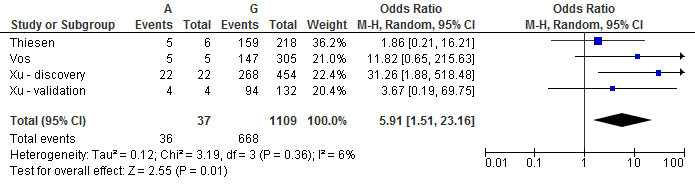 A G Odds Ratio Odds Ratio
Study or Subgroup Events Total Events Total Weight M-H, Random, 95% CI M-H, Random, 95% CI
Thiesen 5 6 159 218 36.2% 1.86 [0.21, 16.21]
Vos 5 5 147 305 21.0% 11.82 [0.65, 215.63]
Xu - discovery 22 22 268 454 22.4% 31.26 [1.88, 518.48]
Xu - validation 4 4 94 132 20.4% 3.67 [0.19, 69.75]
Total (95% CI) 37 1109 100.0% 5.91 [1.51, 23.16]
Total events 36 668
Heterogeneity: Tau² = 0.12; Chi² = 3.19, df = 3 (P = 0.36); I² = 6%
Test for overall effect: Z = 2.55 (P = 0.01)
0.01 0.1 1 10 100